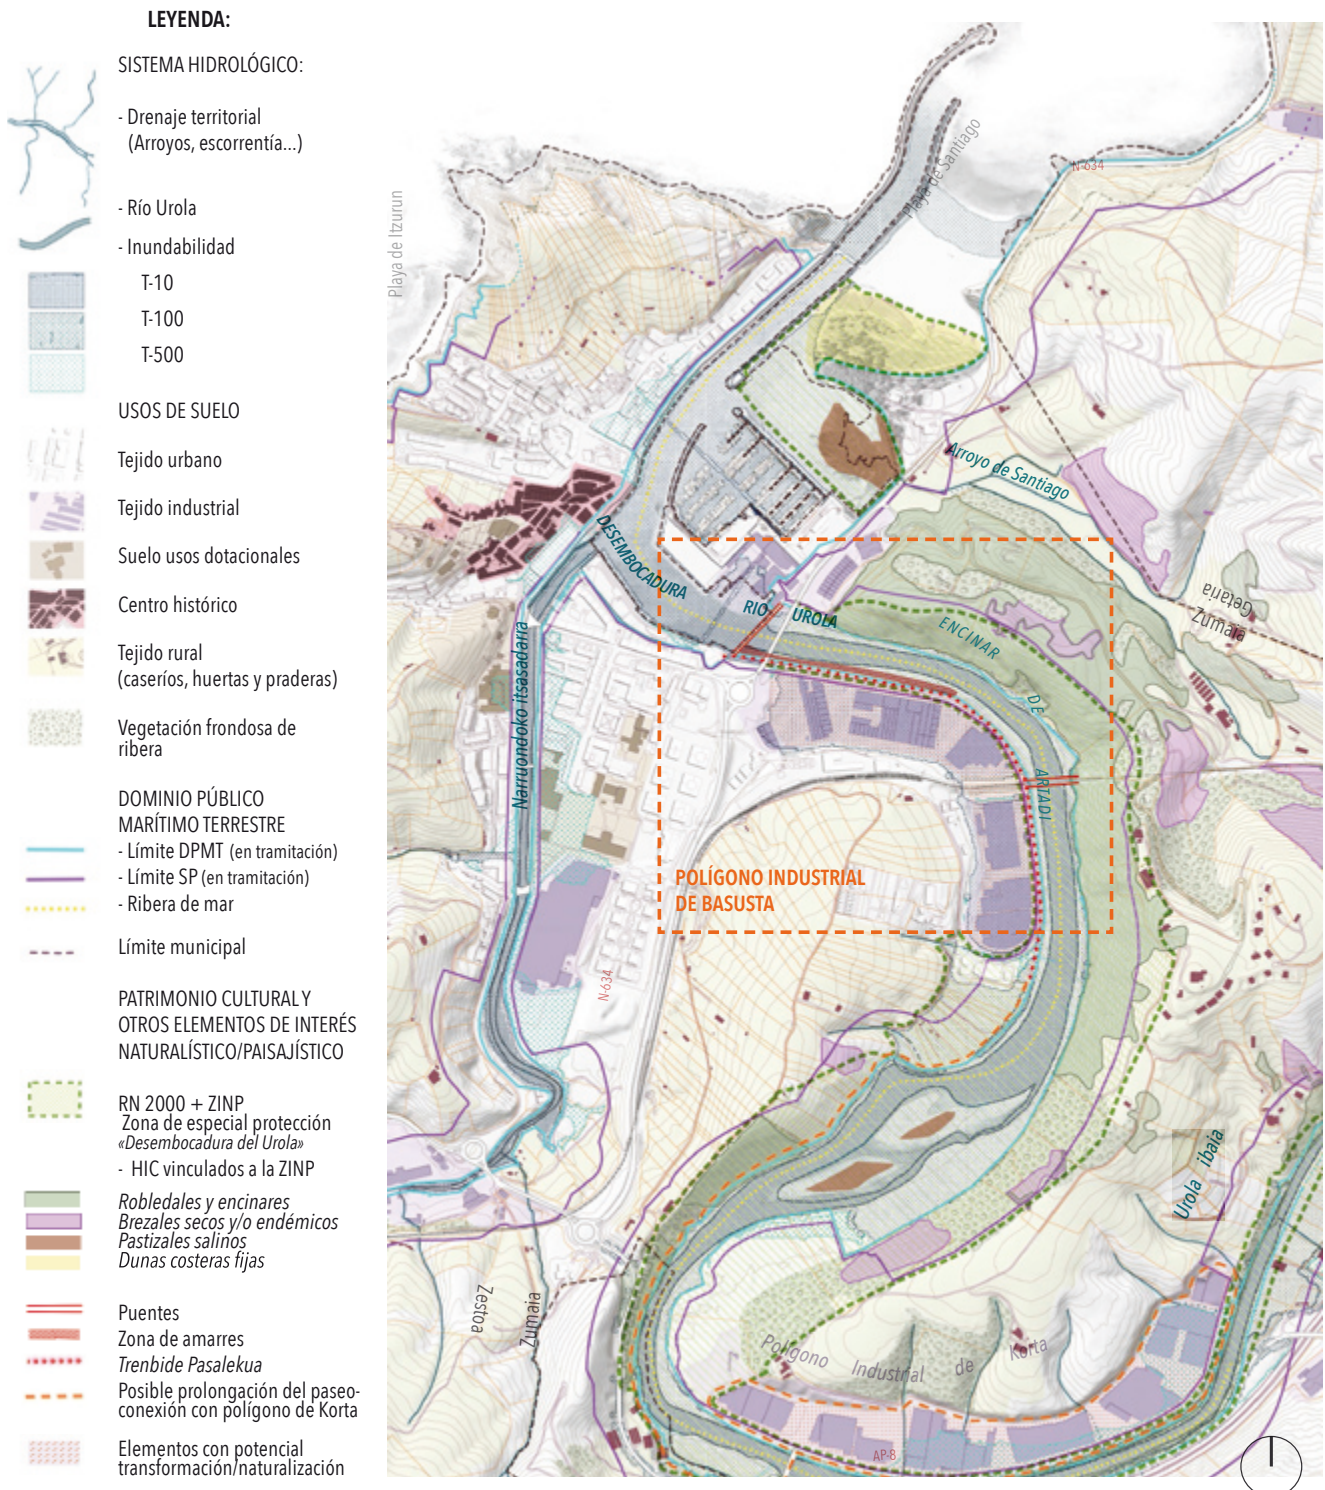 LEYENDA:
SISTEMA HIDROLÓGICO:
- Drenaje territorial
(Arroyos, escorrentía...)
- Río Urola
- Inundabilidad
T-10
T-100
T-500
USOS DE SUELO
Tejido urbano
Tejido industrial
Suelo usos dotacionales
Centro histórico
Tejido rural
(caseríos, huertas y praderas)
Vegetación frondosa de
ribera
DOMINIO PÚBLICO
MARÍTIMO TERRESTRE
- Límite DPMT (en tramitación)
- Límite SP (en tramitación)
- Ribera de mar
Límite municipal
PATRIMONIO CULTURAL Y
OTROS ELEMENTOS DE INTERÉS
NATURALÍSTICO/PAISAJÍSTICO
RN 2000 + ZINP
Zona de especial protección
«Desembocadura del Urola»
- HIC vinculados a la ZINP
Robledales y encinares
Brezales secos y/o endémicos
Pastizales salinos
Dunas costeras fijas
Puentes
Zona de amarres
Trenbide Pasalekua
Posible prolongación del paseo-
conexión con polígono de Korta
Elementos con potencial
transformación/naturalización
Playa de Itzurun
Playa de Santiago
N-634
Arroyo de Santiago
Getaria
Zumaia
DESEMBOCADURA RIO UROLA
ENCINAR DE ARTADI
Narruondoko itsasadarra
POLÍGONO INDUSTRIAL
DE BASUSTA
N-634
Urola ibaia
Zestoa
Zumaia
Polígono Industrial de Korta
AP-8